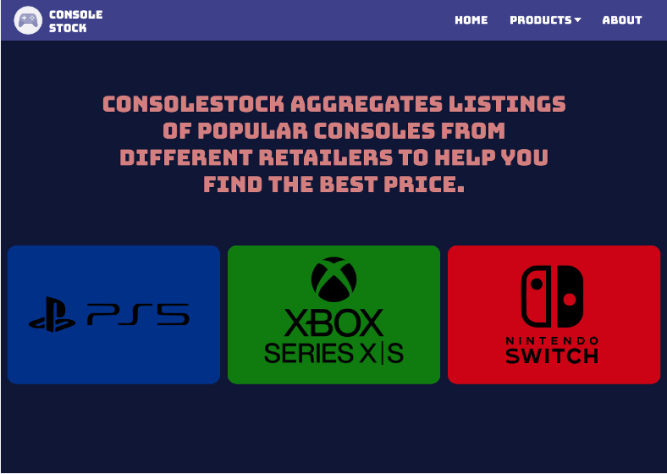 CONSOLE
STOCK
HOME
PRODUCTS
ABOUT
CONSOLESTOCK AGGREGATES LISTINGS
OF POPULAR CONSOLES FROM
DIFFERENT RETAILERS TO HELP YOU
FIND THE BEST PRICE.
PS5
XBOX
SERIES X|S
NINTENDO
SWITCH